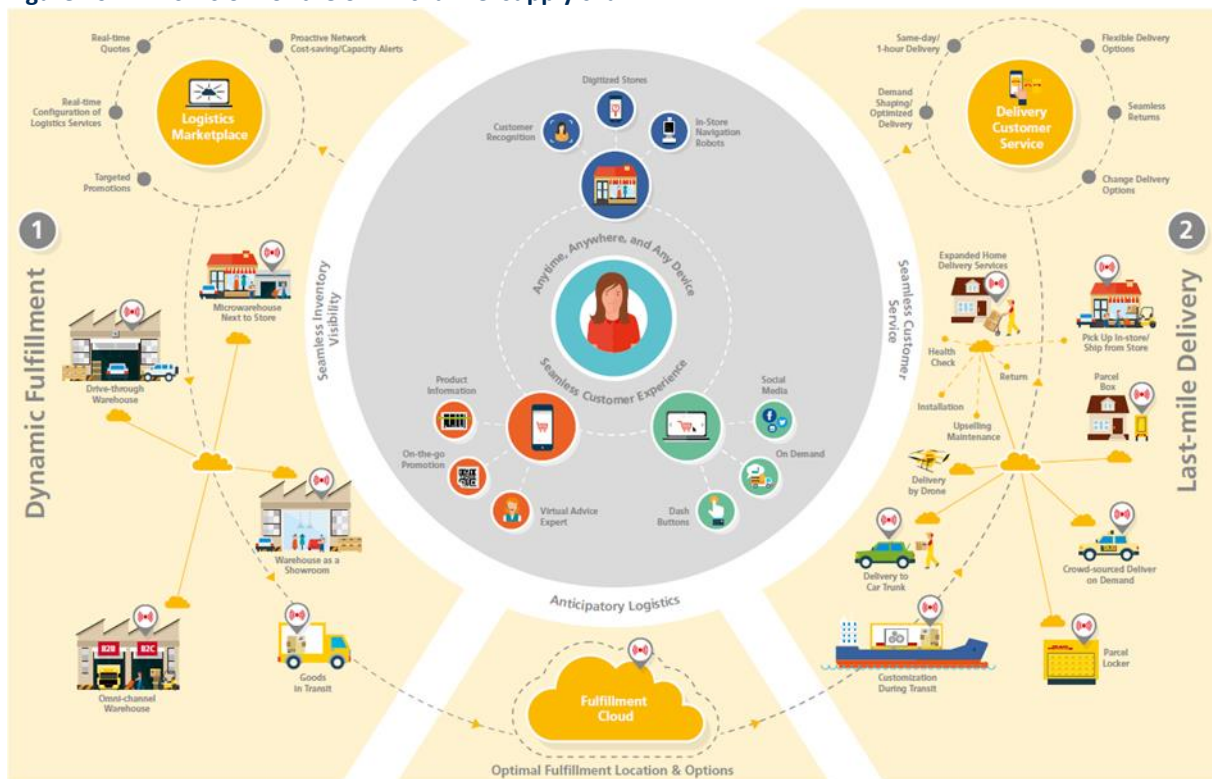 Real-time
Quotes
Proactive Network
Cost-saving/Capacity Alerts
Logistics
Marketplace
Real-time
Configuration of
Logistics Services
Targeted
Promotions
1
Dynamic Fulfillment
Microwarehouse
Next to Store
Drive-through
Warehouse
Warehouse as a
Showroom
B2B
B2C
Omni-channel
Warehouse
Goods
in Transit
Seamless Inventory
Visibility
Digitized Stores
Customer
Recognition
In-Store
Navigation
Robots
Anytime, Anywhere, and Any Device
Seamless Customer Experience
Product
Information
On-the-go
Promotion
Virtual Advice
Expert
Social
Media
On Demand
Dash
Buttons
Anticipatory Logistics
Fulfillment
Cloud
Optimal Fulfillment Location & Options
Seamless Customer
Service
Same-day/
1-hour Delivery
Flexible Delivery
Options
Demand
Shaping/
Optimized
Delivery
Delivery
Customer
Service
Seamless
Returns
Change Delivery
Options
2
Last-mile Delivery
Expanded Home
Delivery Services
Pick Up In-store/
Ship from Store
Health
Check
Return
Installation
Upselling
Maintenance
Parcel
Box
Delivery
by Drone
Delivery to
Car Trunk
TAXI
Crowd-sourced Deliver
on Demand
Customization
During Transit
Parcel
Locker